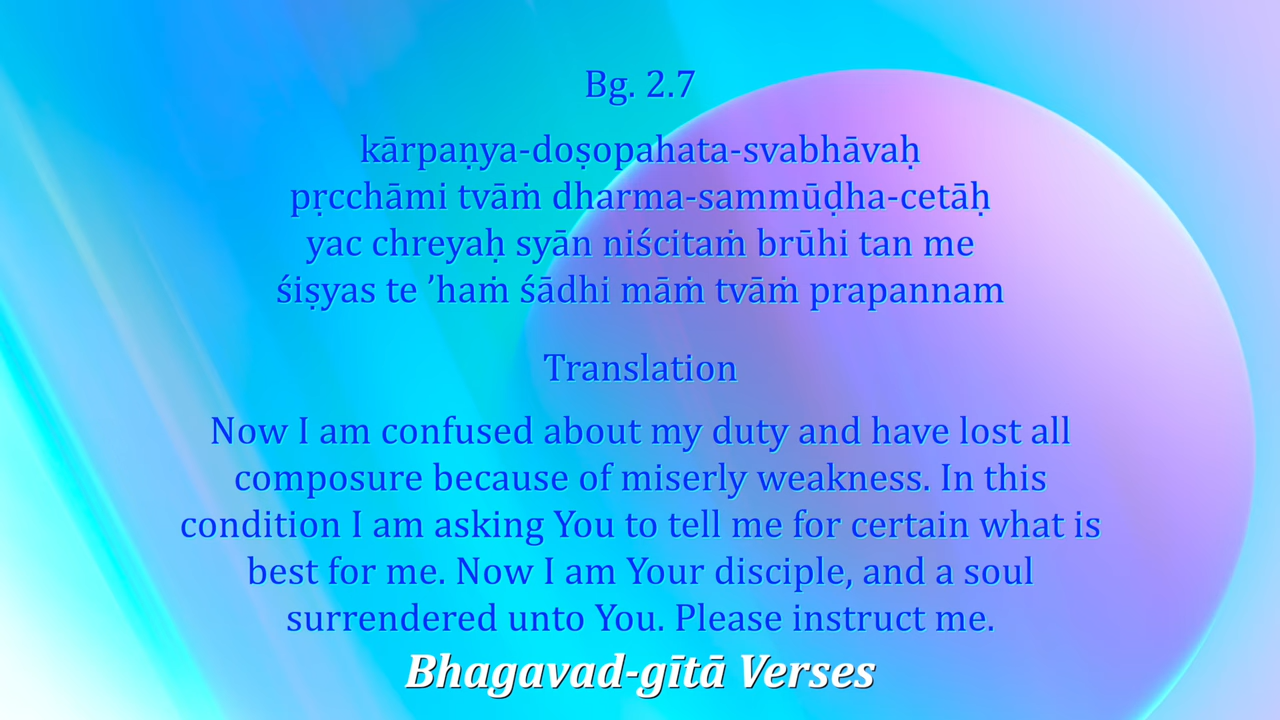 Bg. 2.7
kārpaṇya-doṣopahata-svabhāvaḥ
pṛcchāmi tvāṁ dharma-sammūḍha-cetāḥ
yac chreyaḥ syān niścitaṁ brūhi tan me
śiṣyas te ’haṁ śādhi māṁ tvāṁ prapannam
Translation
Now I am confused about my duty and have lost all
composure because of miserly weakness. In this
condition I am asking You to tell me for certain what is
best for me. Now I am Your disciple, and a soul
surrendered unto You. Please instruct me.
Bhagavad-gītā Verses